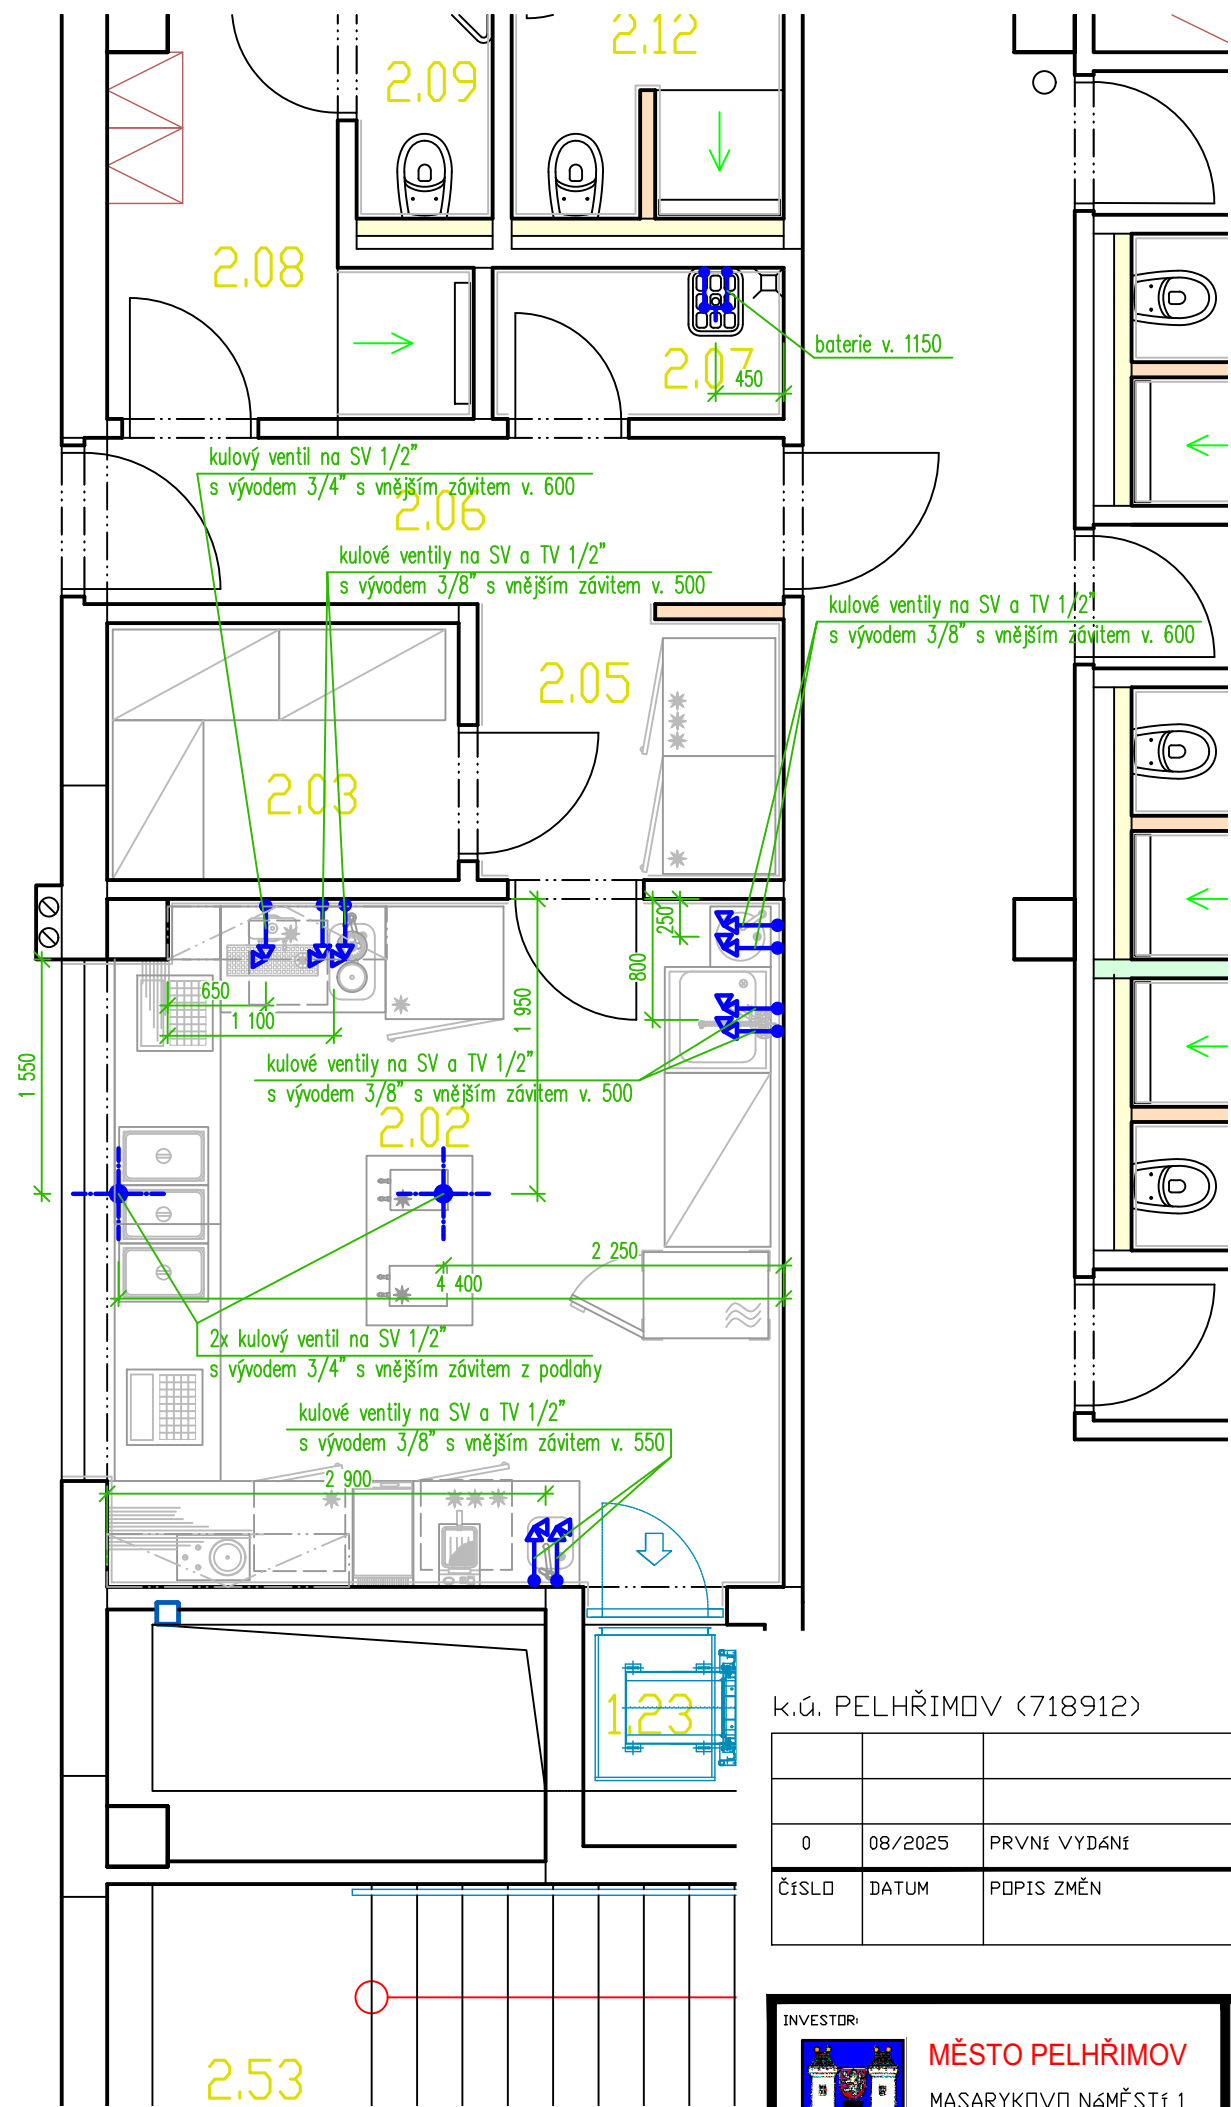 2.12
2.09
2.08
baterie v. 1150
2.07
450
kulový ventil na SV 1/2"
s vývodem 3/4" s vnějším závitem v. 600
2.06
kulové ventily na SV a TV 1/2"
s vývodem 3/8" s vnějším závitem v. 500
kulové ventily na SV a TV 1/2"
s vývodem 3/8" s vnějším závitem v. 600
2.05
2.03
250
800
650
1 950
1 100
1 550
kulové ventily na SV a TV 1/2"
s vývodem 3/8" s vnějším závitem v. 500
2.02
2 250
4 400
2x kulový ventil na SV 1/2"
s vývodem 3/4" s vnějším závitem z podlahy
kulové ventily na SV a TV 1/2"
s vývodem 3/8" s vnějším závitem v. 550
2 900
1.23
k.ú. PELHŘIMOV (718912)
0 08/2025 PRVNÍ VYDÁNÍ
ČÍSLO DATUM POPIS ZMĚN
INVESTOR:
MĚSTO PELHŘIMOV
MASARYKOVO NÁMĚSTÍ 1
2.53